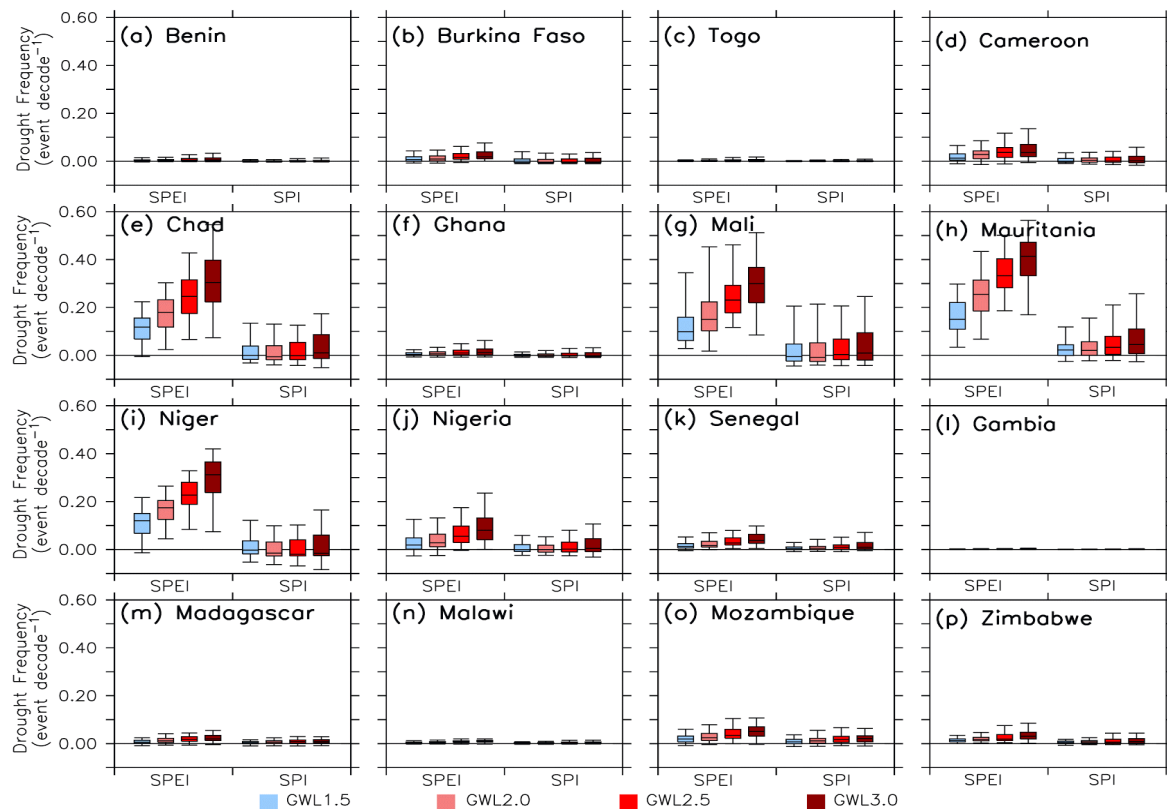 (a) Benin
(b) Burkina Faso
(c) Togo
(d) Cameroon
Drought Frequency
(event decade⁻¹)
0.60
0.40
0.20
0.00
SPEI SPI
SPEI SPI
SPEI SPI
SPEI SPI
(e) Chad
(f) Ghana
(g) Mali
(h) Mauritania
Drought Frequency
(event decade⁻¹)
0.60
0.40
0.20
0.00
SPEI SPI
SPEI SPI
SPEI SPI
SPEI SPI
(i) Niger
(j) Nigeria
(k) Senegal
(l) Gambia
Drought Frequency
(event decade⁻¹)
0.60
0.40
0.20
0.00
SPEI SPI
SPEI SPI
SPEI SPI
SPEI SPI
(m) Madagascar
(n) Malawi
(o) Mozambique
(p) Zimbabwe
Drought Frequency
(event decade⁻¹)
0.60
0.40
0.20
0.00
SPEI SPI
SPEI SPI
SPEI SPI
SPEI SPI
GWL1.5 GWL2.0 GWL2.5 GWL3.0